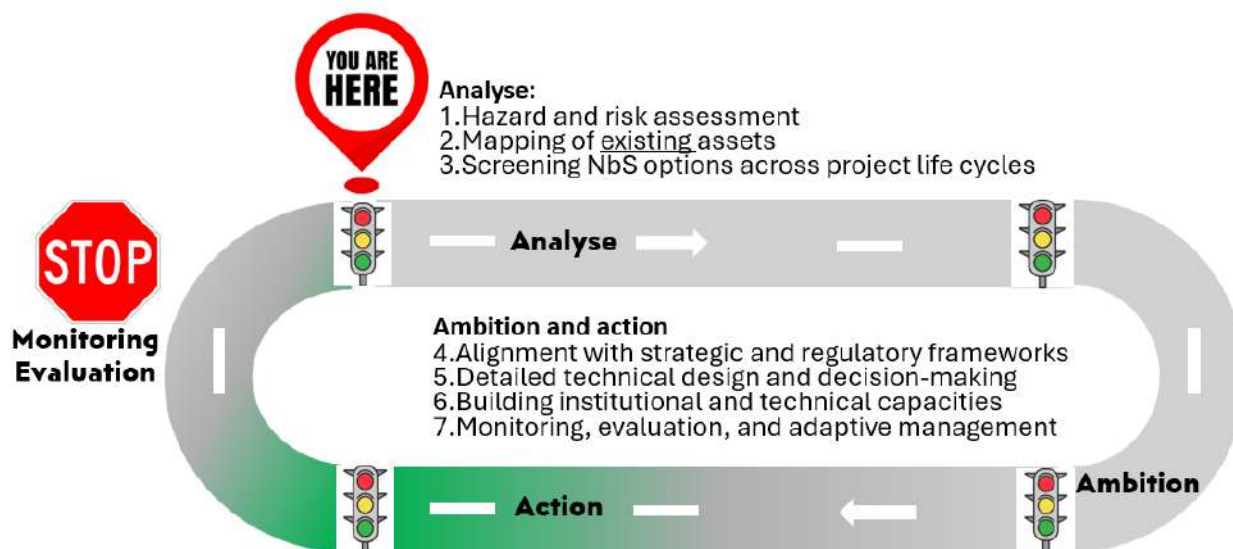 YOU ARE
HERE
Analyse:
1.Hazard and risk assessment
2.Mapping of existing assets
3.Screening NbS options across project life cycles
STOP
Monitoring
Evaluation
Analyse
Ambition and action
4.Alignment with strategic and regulatory frameworks
5.Detailed technical design and decision-making
6.Building institutional and technical capacities
7.Monitoring, evaluation, and adaptive management
Action
Ambition